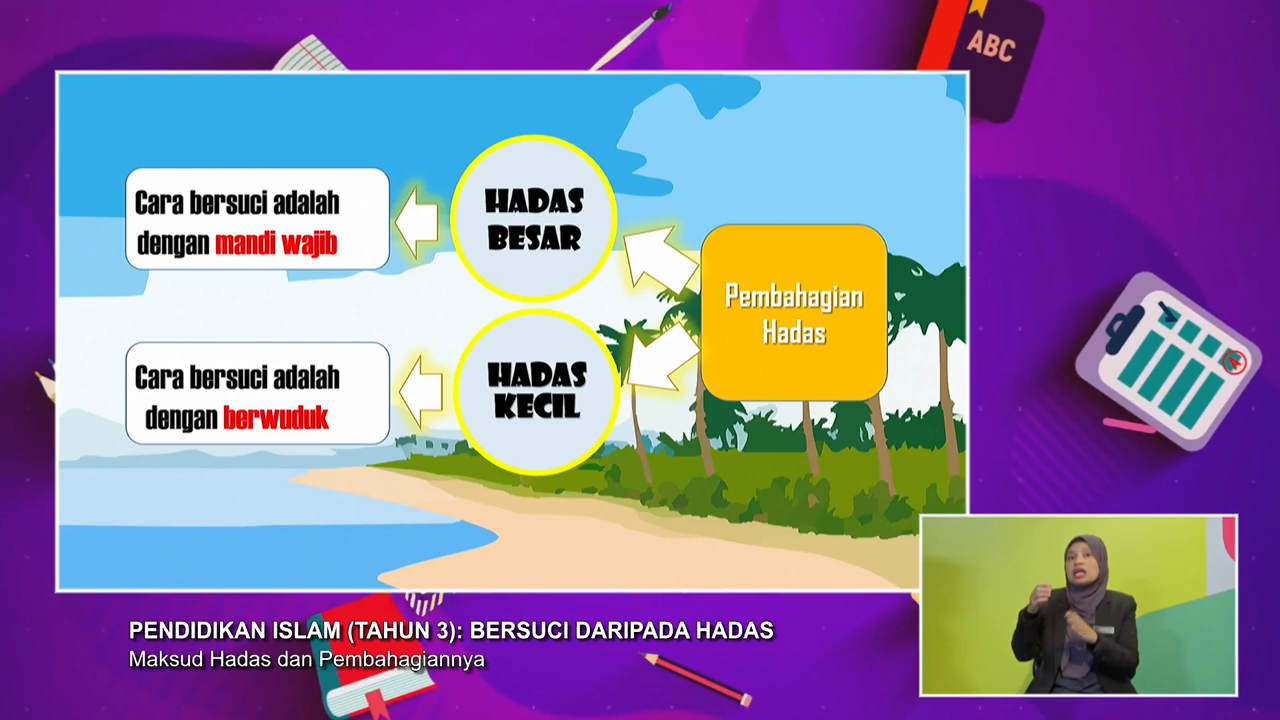 ABC
HADAS
BESAR
Cara bersuci adalah
dengan mandi wajib
Pembahagian
Hadas
HADAS
KECIL
Cara bersuci adalah
dengan berwuduk
PENDIDIKAN ISLAM (TAHUN 3): BERSUCI DARIPADA HADAS
Maksud Hadas dan Pembahagiannya